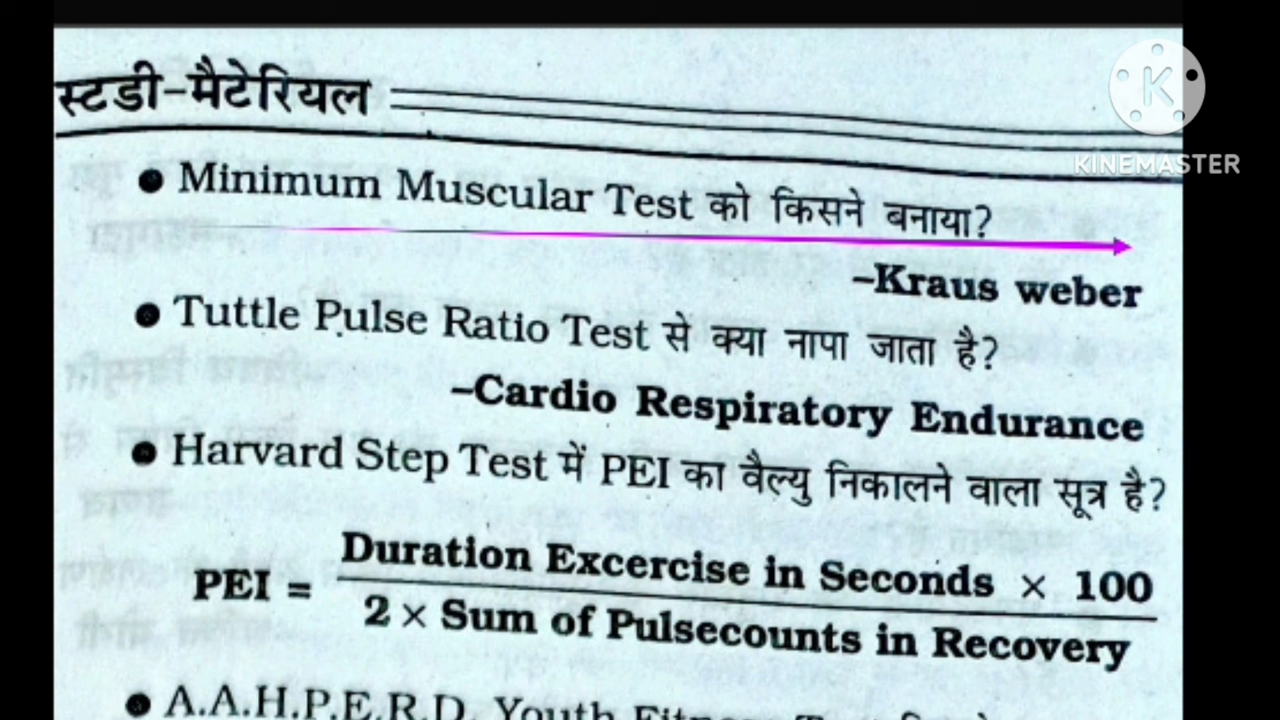 स्टडी-मैटेरियल
K
KINEMASTER
● Minimum Muscular Test को किसने बनाया?
–Kraus weber
● Tuttle Pulse Ratio Test से क्या नापा जाता है?
–Cardio Respiratory Endurance
● Harvard Step Test में PEI का वैल्यु निकालने वाला सूत्र है?
Duration Excercise in Seconds × 100
PEI =
2 × Sum of Pulsecounts in Recovery
● A.A.H.P.E.R.D. Youth Fitness